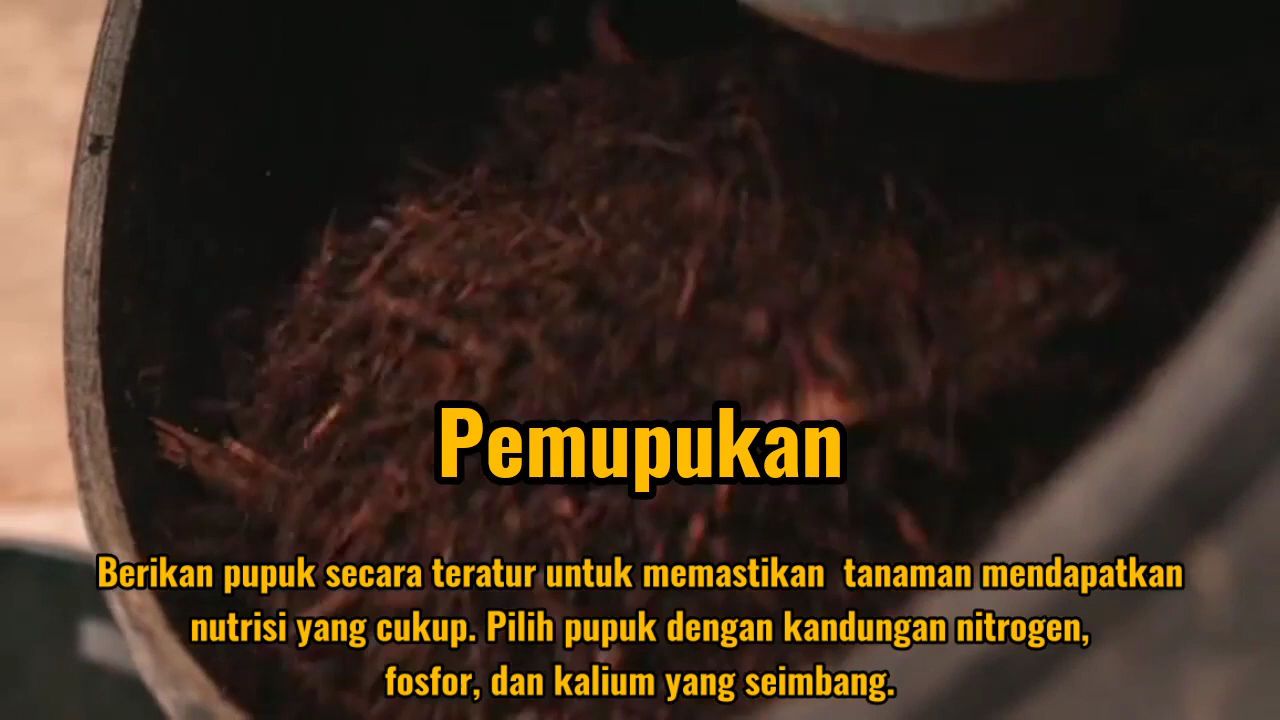 Pemupukan
Berikan pupuk secara teratur untuk memastikan  tanaman mendapatkan
nutrisi yang cukup. Pilih pupuk dengan kandungan nitrogen,
fosfor, dan kalium yang seimbang.